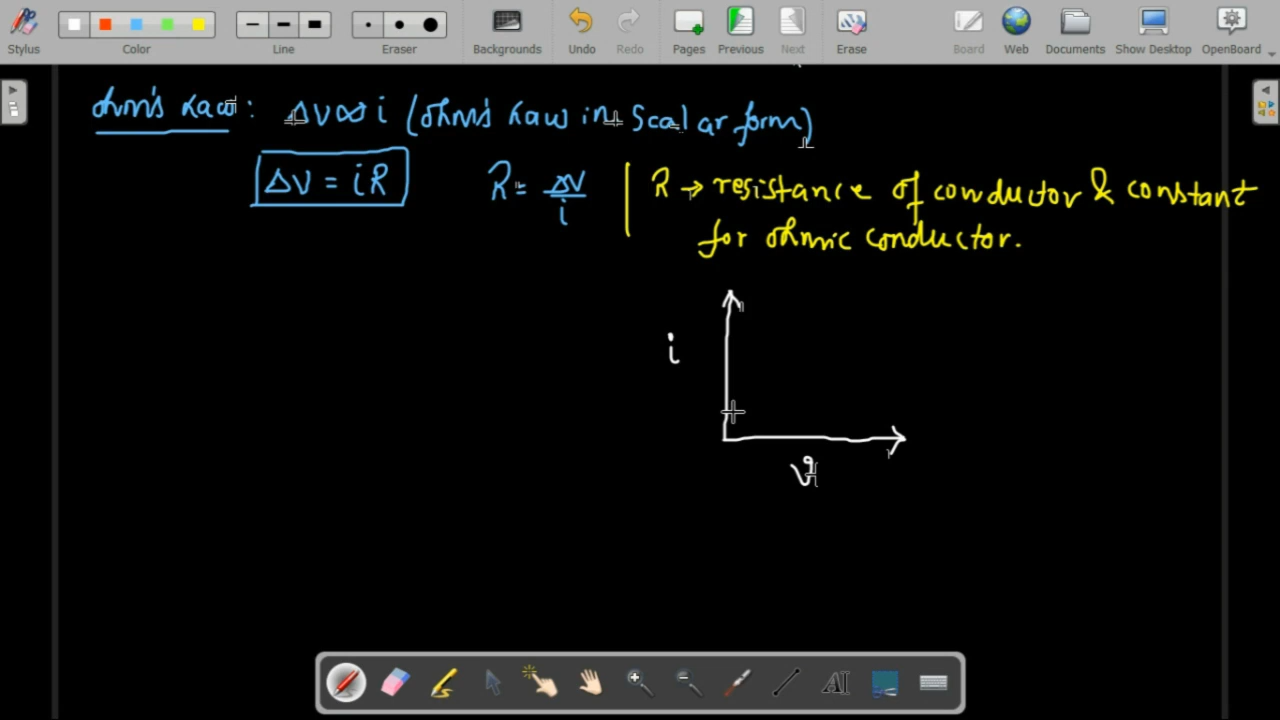 Stylus Color Line Eraser Backgrounds Undo Redo Pages Previous Next Erase Board Web Documents Show Desktop OpenBoard
ohm's Law: ΔV ∝ i (ohm's Law in Scalar form)
ΔV = iR R = ΔV/i R → resistance of conductor & constant
for ohmic conductor.
i
V
AI